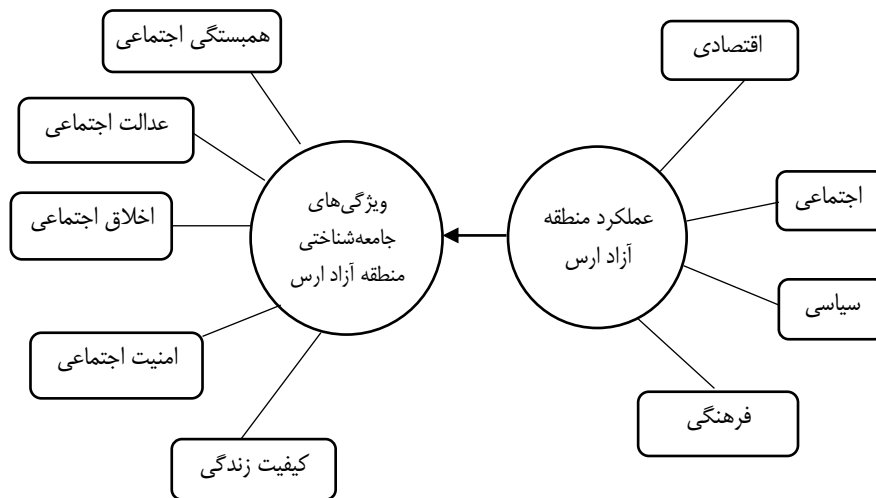 اقتصادی
اجتماعی
سیاسی
فرهنگی
عملکرد منطقه
آزاد ارس
ویژگی‌های
جامعه‌شناختی
منطقه آزاد ارس
همبستگی اجتماعی
عدالت اجتماعی
اخلاق اجتماعی
امنیت اجتماعی
کیفیت زندگی